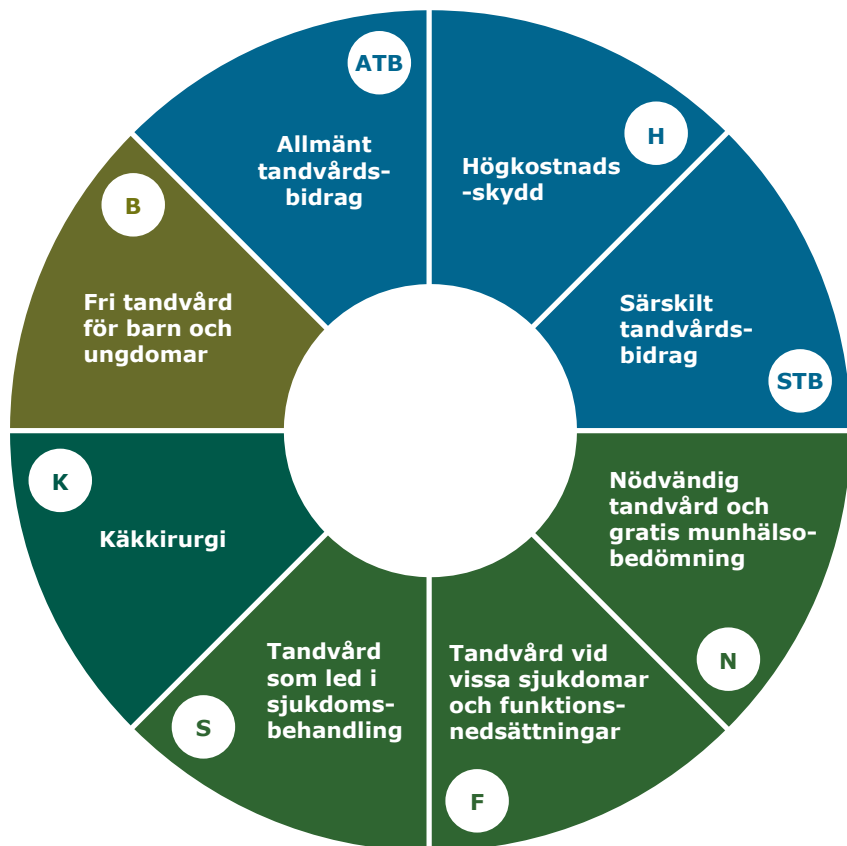 ATB
Allmänt
tandvårds-
bidrag
H
Högkostnads
-skydd
Särskilt
tandvårds-
bidrag
STB
Nödvändig
tandvård och
gratis munhälso-
bedömning
N
Tandvård vid
vissa sjukdomar
och funktions-
nedsättningar
F
Tandvård
som led i
sjukdoms-
behandling
S
K
Käkkirurgi
B
Fri tandvård
för barn och
ungdomar